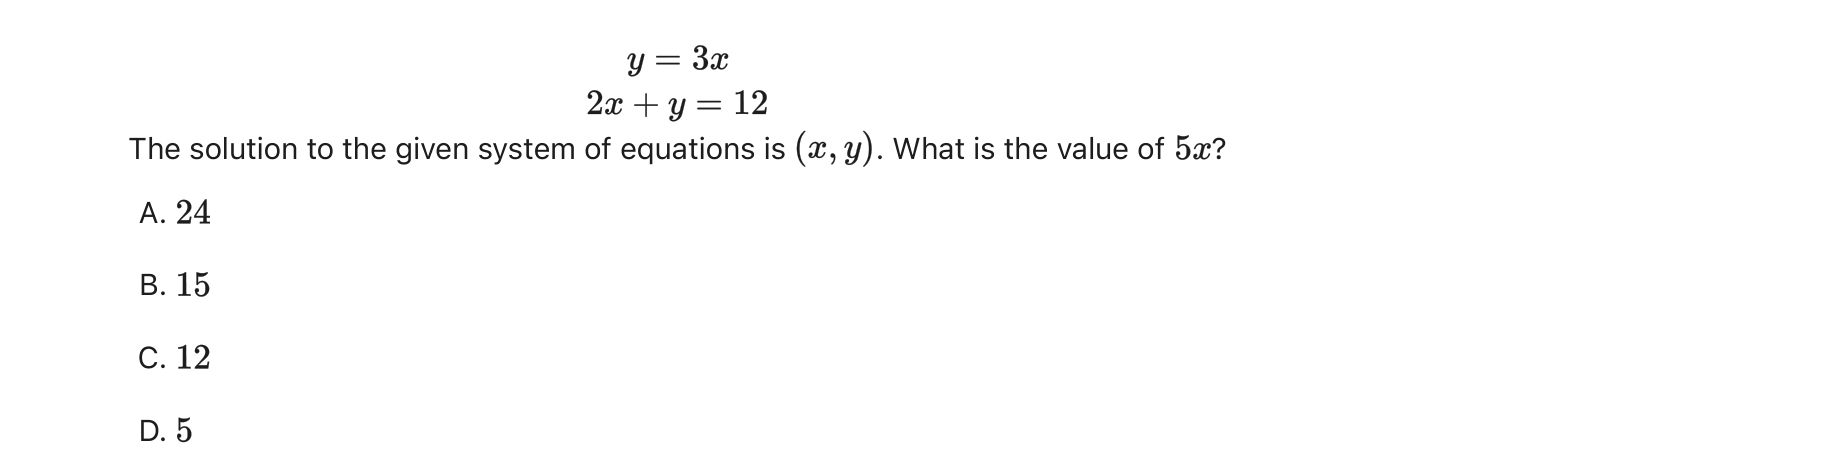 y = 3x
2x + y = 12
The solution to the given system of equations is (x, y). What is the value of 5x?
A. 24
B. 15
C. 12
D. 5